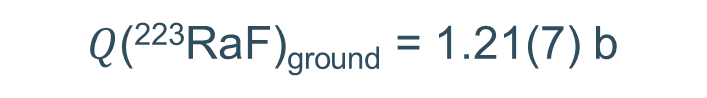 Q(²²³RaF)ground = 1.21(7) b